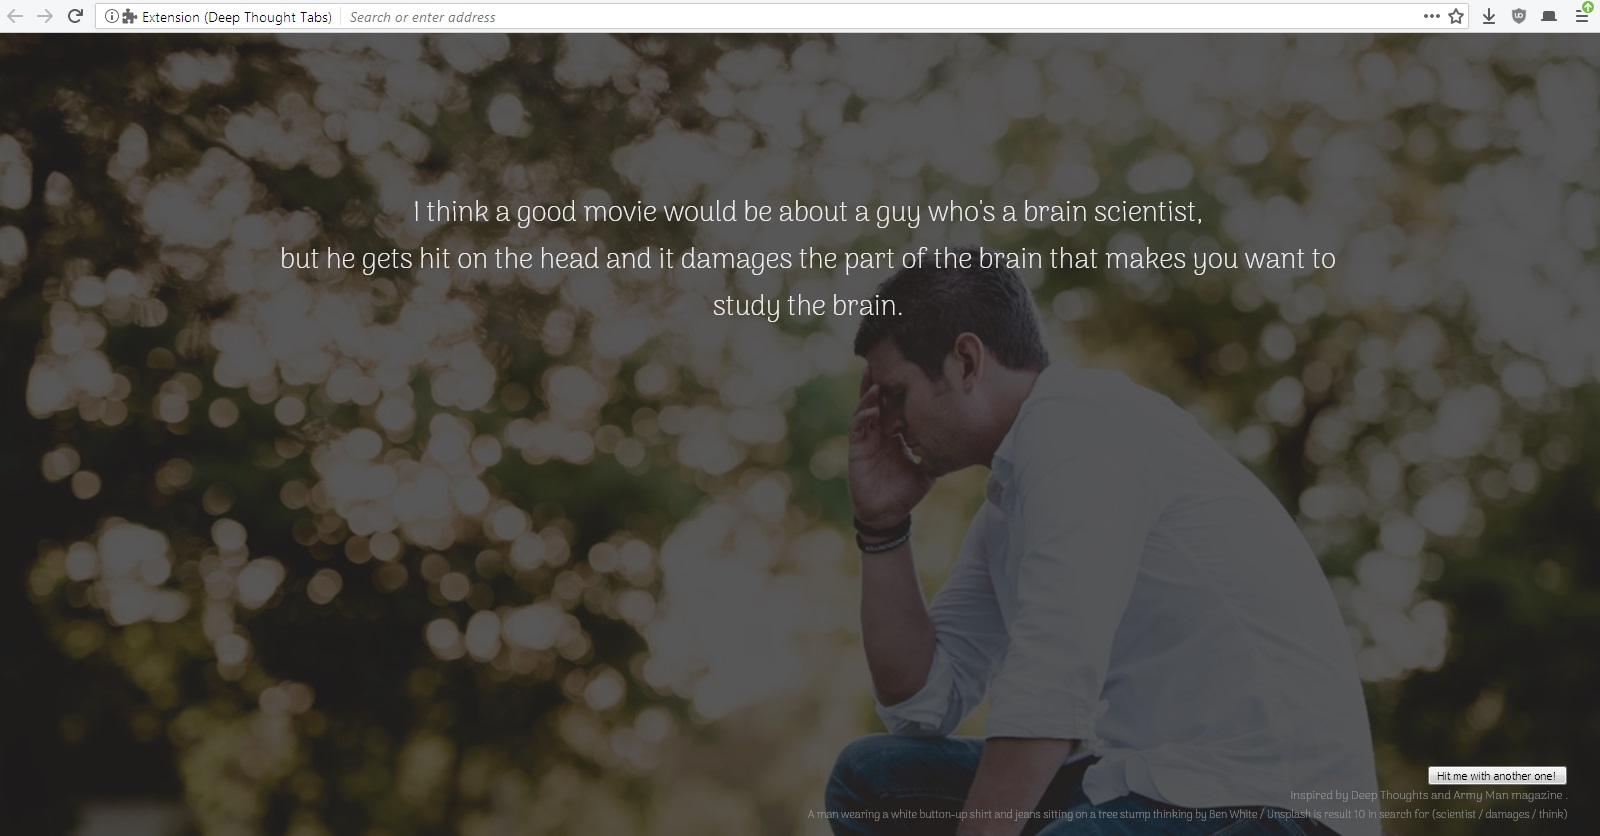 Extension (Deep Thought Tabs) Search or enter address
I think a good movie would be about a guy who's a brain scientist,
but he gets hit on the head and it damages the part of the brain that makes you want to
study the brain.
Hit me with another one!
Inspired by Deep Thoughts and Army Man magazine .
A man wearing a white button-up shirt and jeans sitting on a tree stump thinking by Ben White / Unsplash is result 10 in search for (scientist / damages / think)